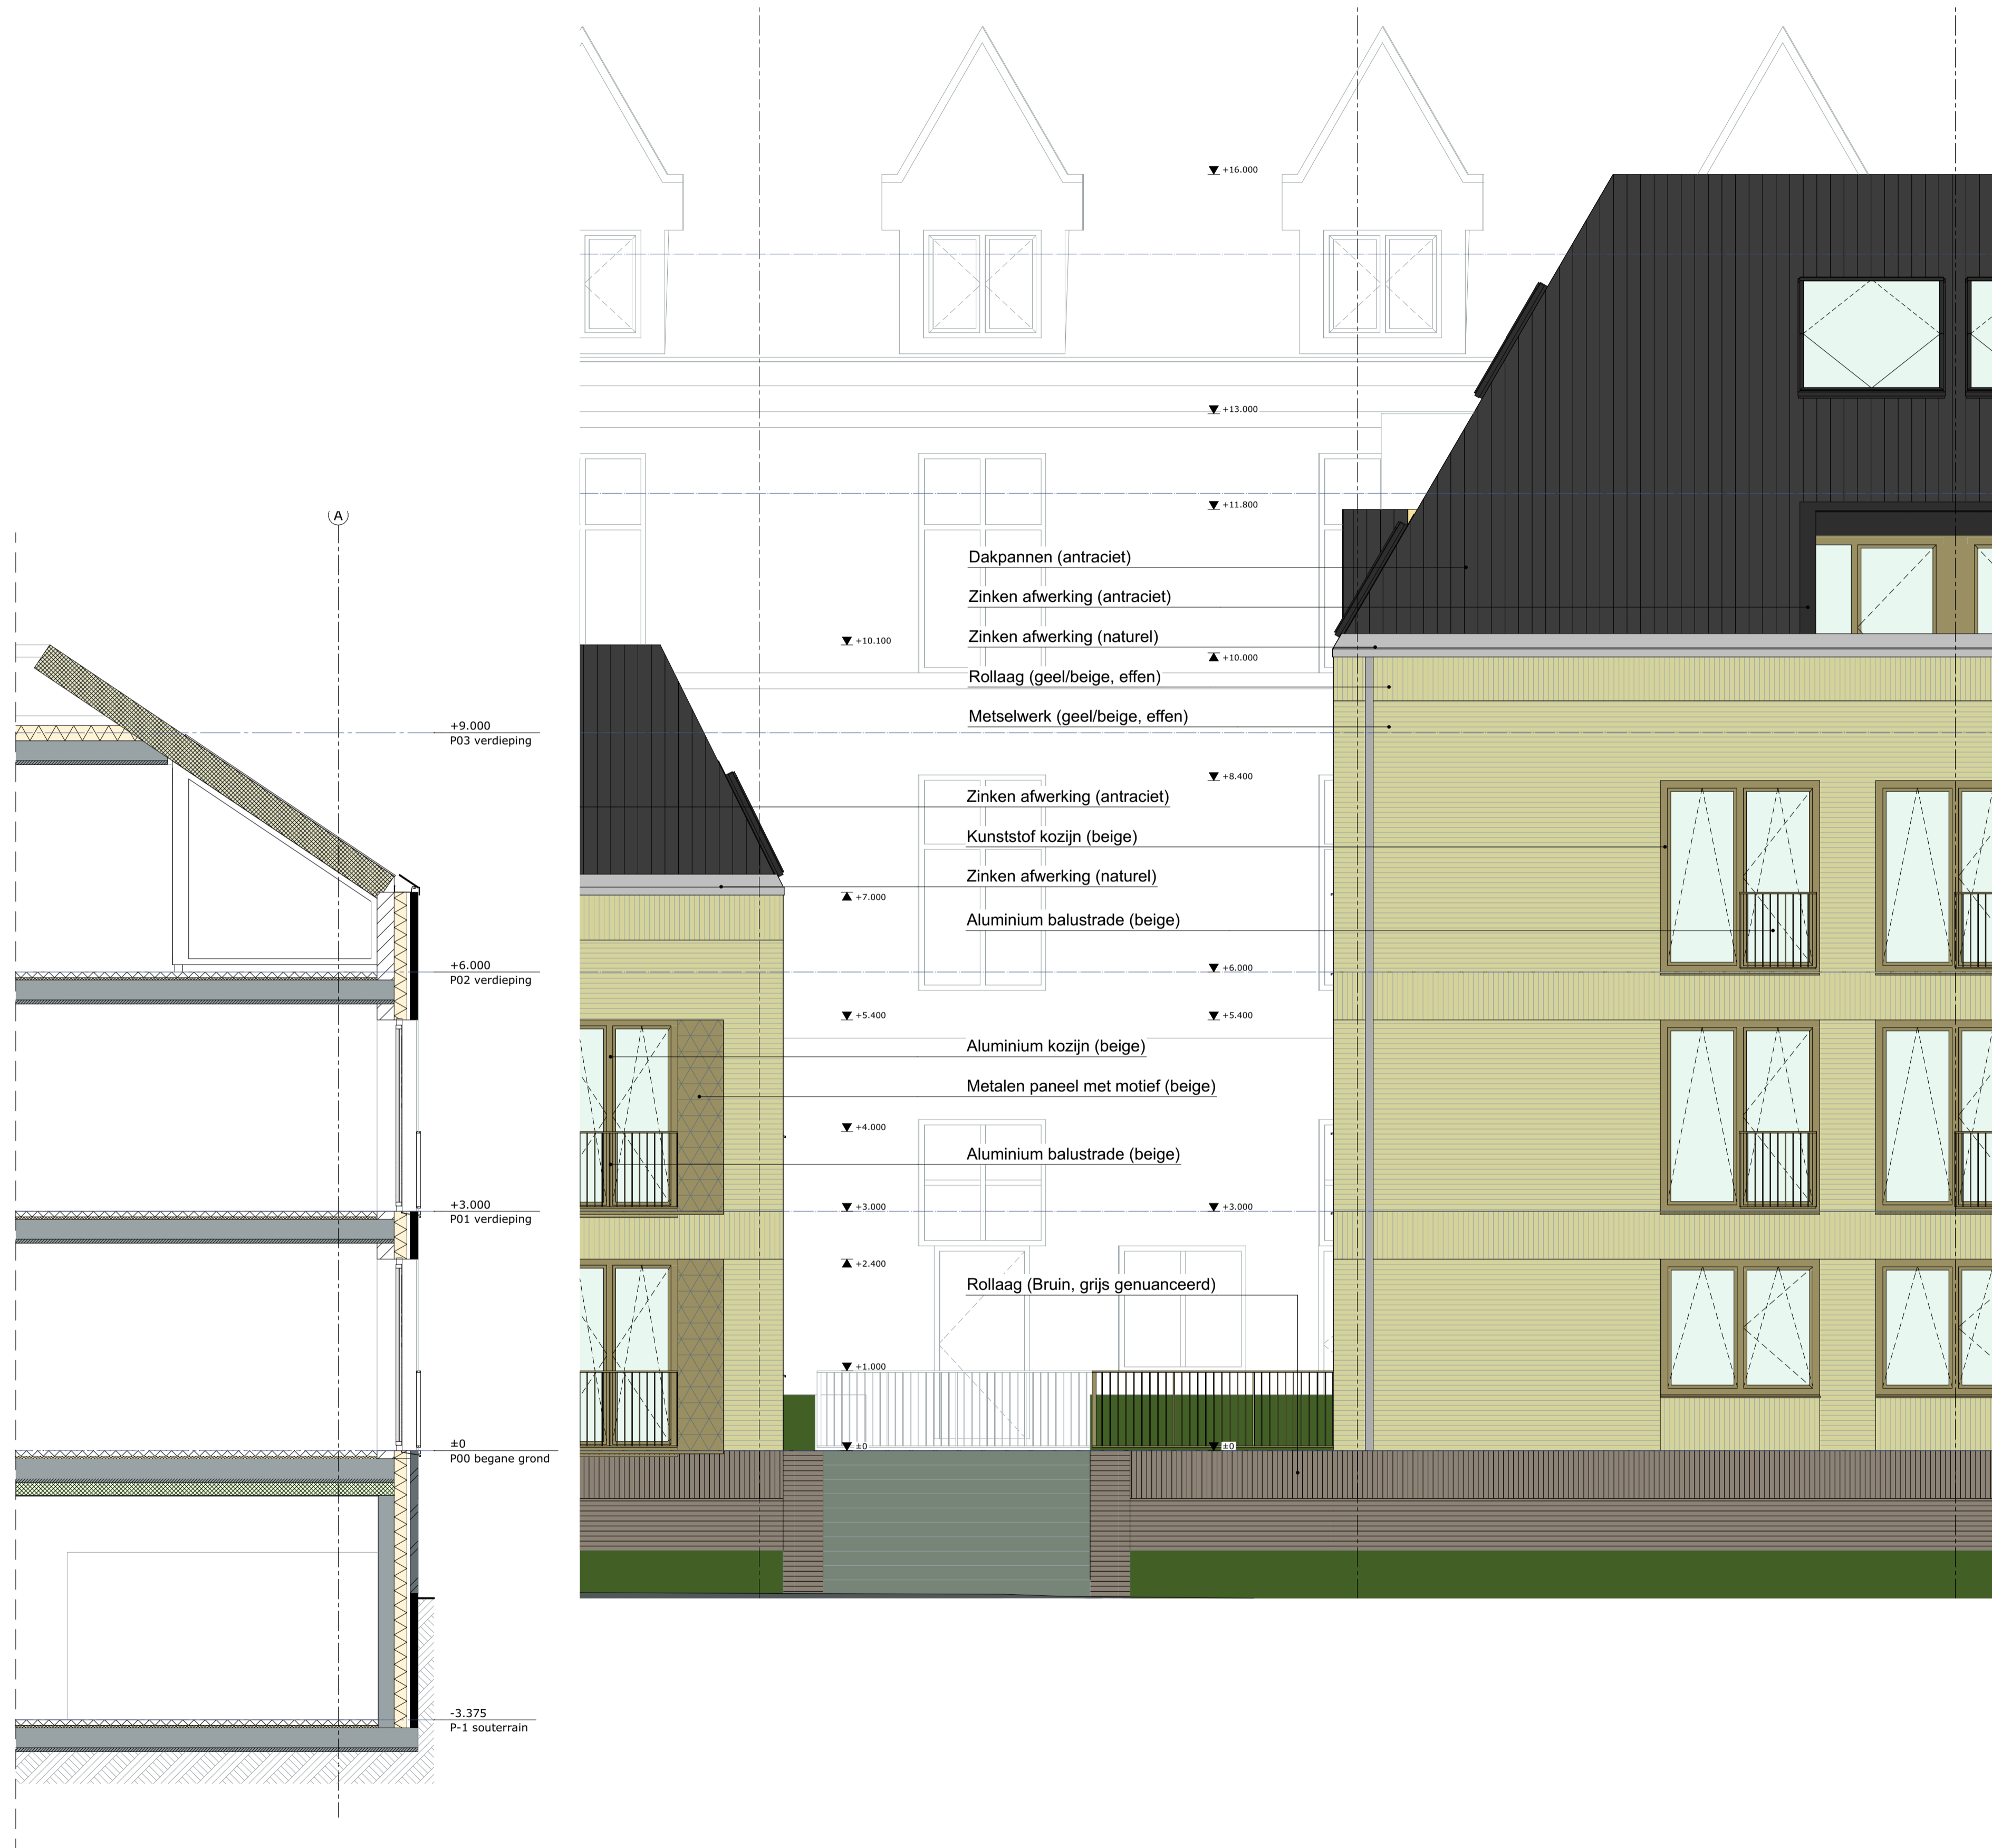 A
+9.000
P03 verdieping
+6.000
P02 verdieping
+3.000
P01 verdieping
±0
P00 begane grond
-3.375
P-1 souterrain
+16.000
+13.000
+11.800
Dakpannen (antraciet)
Zinken afwerking (antraciet)
Zinken afwerking (naturel)
+10.100
+10.000
Rollaag (geel/beige, effen)
Metselwerk (geel/beige, effen)
+8.400
Zinken afwerking (antraciet)
Kunststof kozijn (beige)
Zinken afwerking (naturel)
+7.000
Aluminium balustrade (beige)
+6.000
+5.400
+5.400
Aluminium kozijn (beige)
Metalen paneel met motief (beige)
+4.000
Aluminium balustrade (beige)
+3.000
+3.000
+2.400
Rollaag (Bruin, grijs genuanceerd)
+1.000
±0
±0